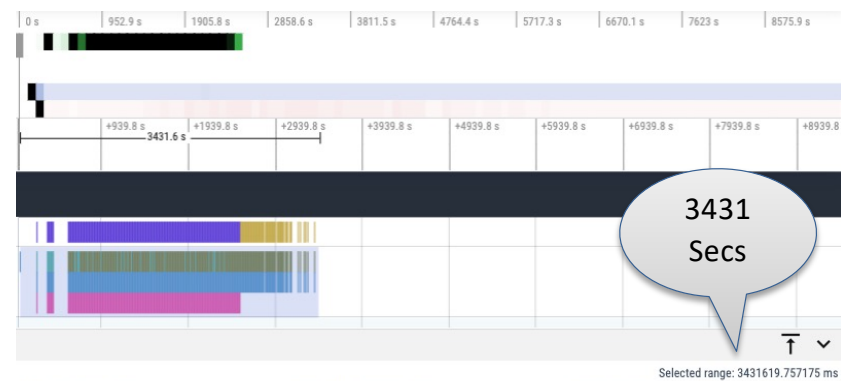 0 s 952.9 s 1905.8 s 2858.6 s 3811.5 s 4764.4 s 5717.3 s 6670.1 s 7623 s 8575.9 s
+939.8 s +1939.8 s +2939.8 s +3939.8 s +4939.8 s +5939.8 s +6939.8 s +7939.8 s +8939.8
3431.6 s
3431
Secs
Selected range: 3431619.757175 ms